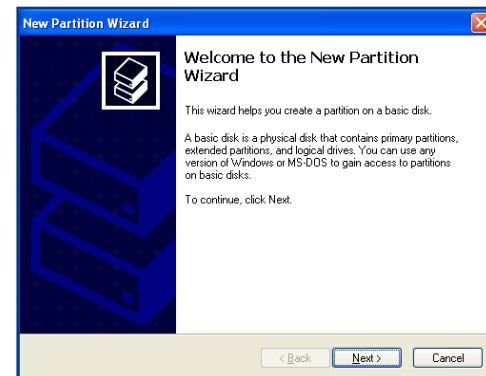 New Partition Wizard
Welcome to the New Partition
Wizard
This wizard helps you create a partition on a basic disk.
A basic disk is a physical disk that contains primary partitions,
extended partitions, and logical drives. You can use any
version of Windows or MS-DOS to gain access to partitions
on basic disks.
To continue, click Next.
< Back Next > Cancel